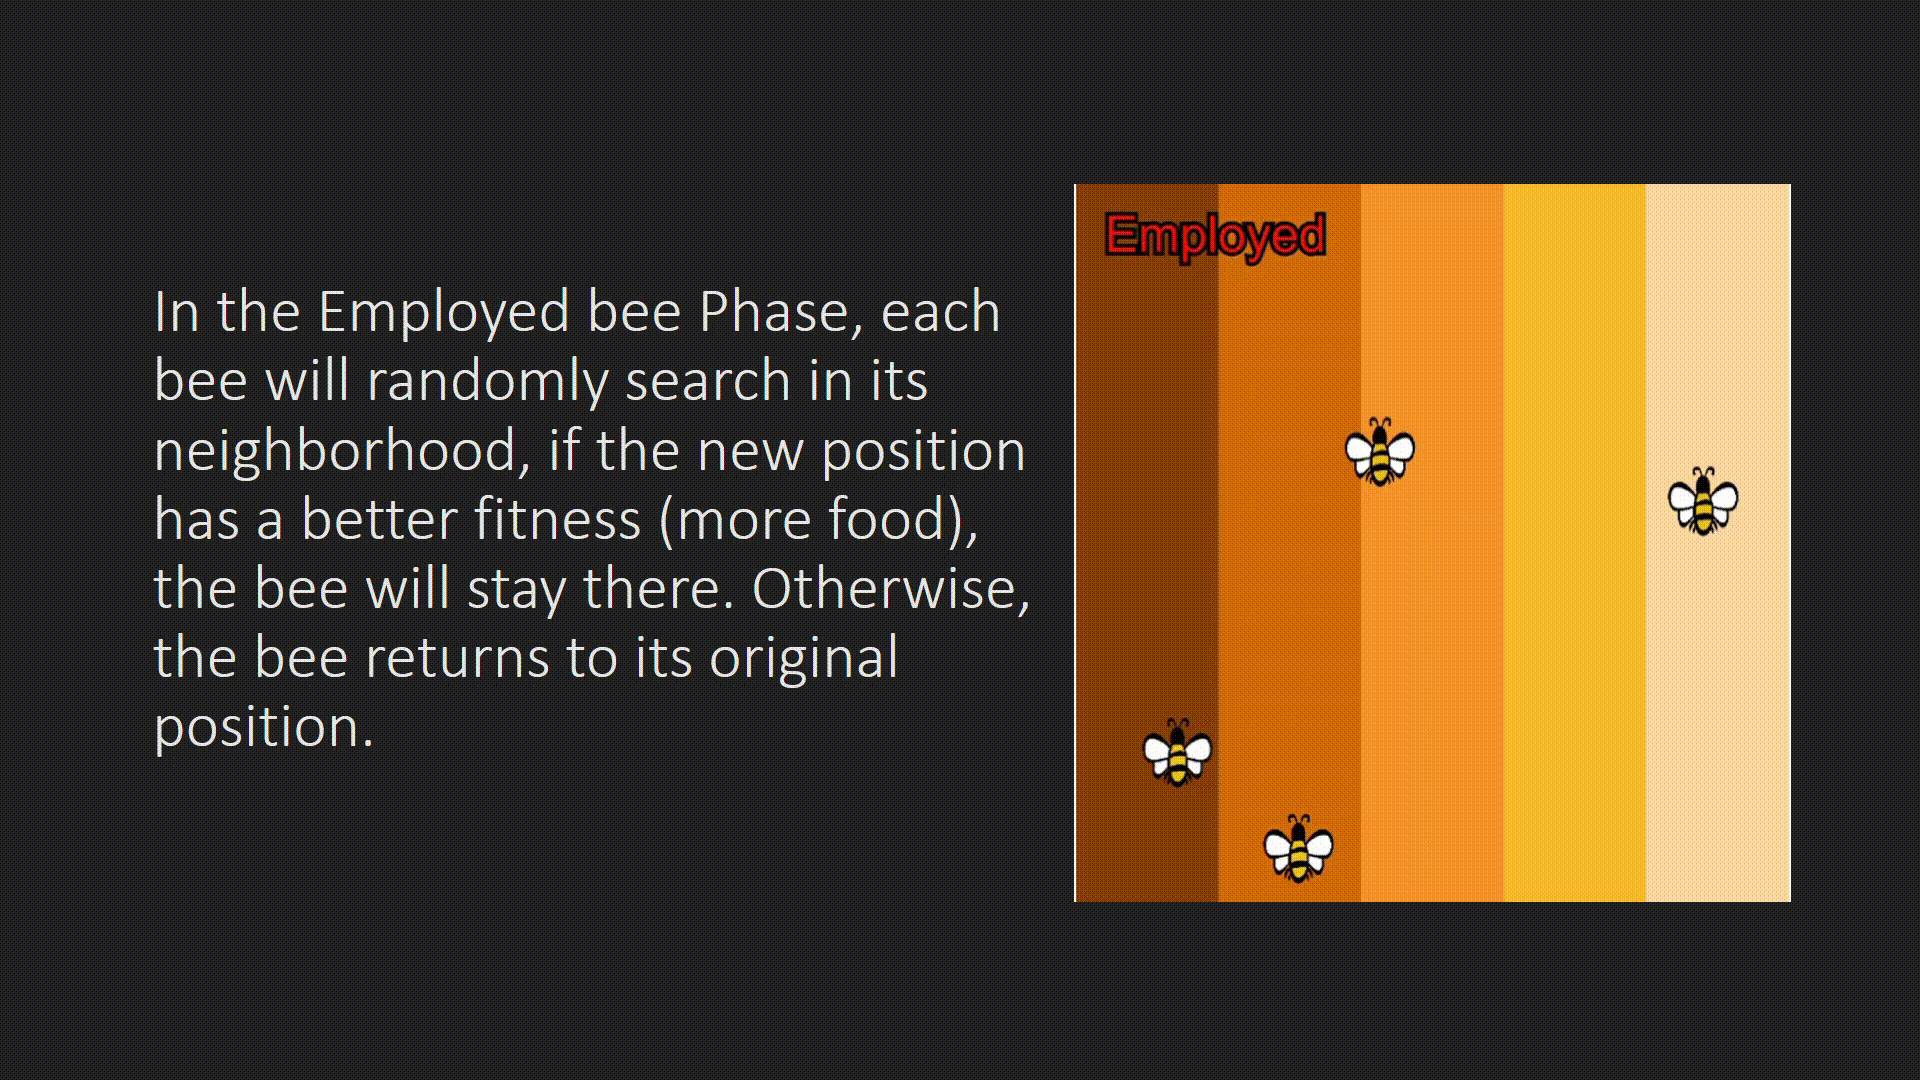 In the Employed bee Phase, each
bee will randomly search in its
neighborhood, if the new position
has a better fitness (more food),
the bee will stay there. Otherwise,
the bee returns to its original
position.
Employed